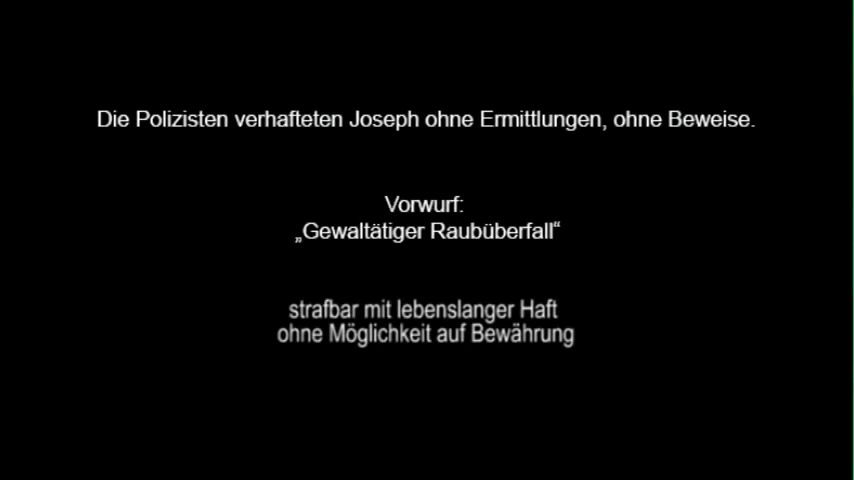 Die Polizisten verhafteten Joseph ohne Ermittlungen, ohne Beweise.
Vorwurf:
„Gewaltätiger Raubüberfall“
strafbar mit lebenslanger Haft
ohne Möglichkeit auf Bewährung